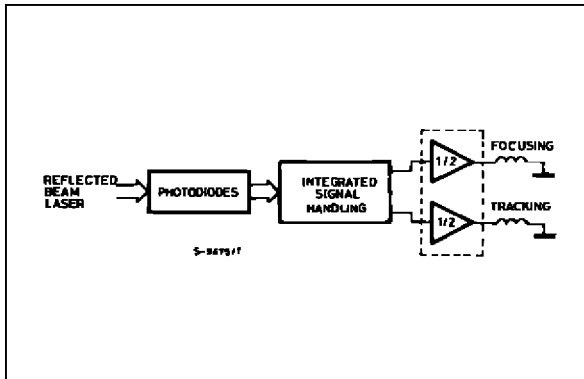 REFLECTED
BEAM
LASER
PHOTODIODES
INTEGRATED
SIGNAL
HANDLING
1/2
FOCUSING
1/2
TRACKING